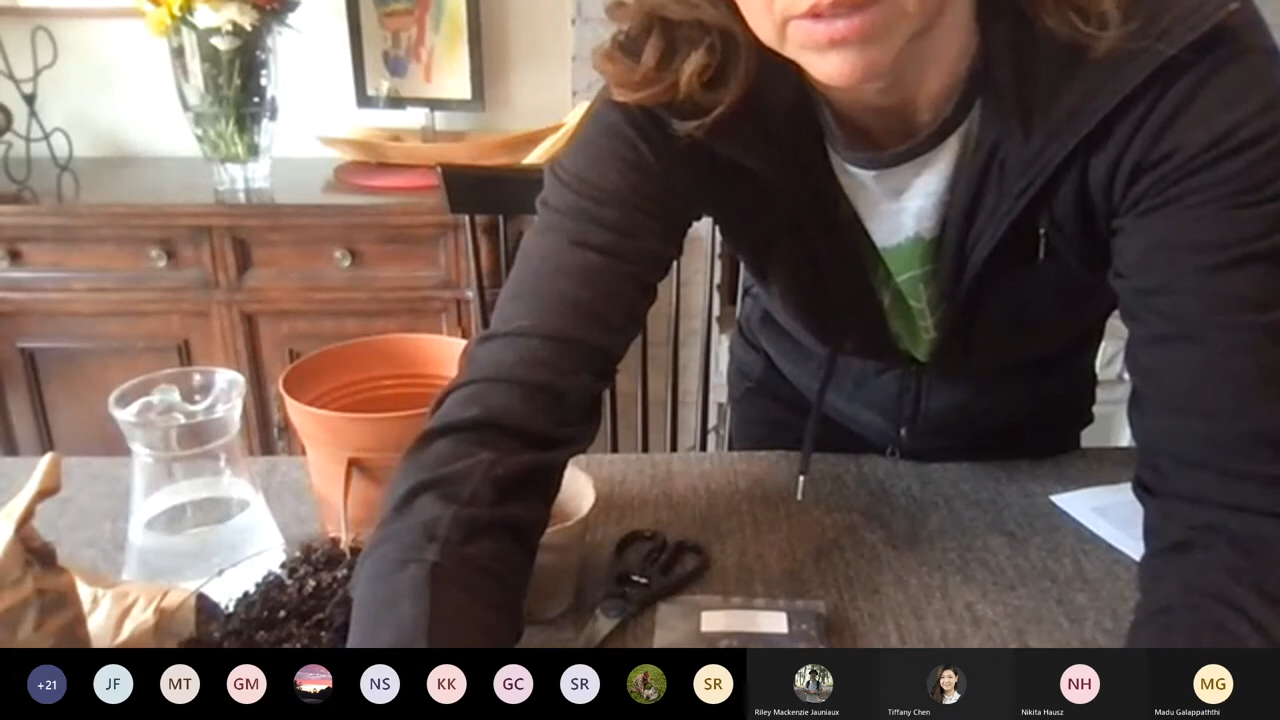 +21
JF
MT
GM
NS
KK
GC
SR
SR
NH
MG
Riley Mackenzie Jauniaux
Tiffany Chen
Nikita Hausz
Madu Galappaththi